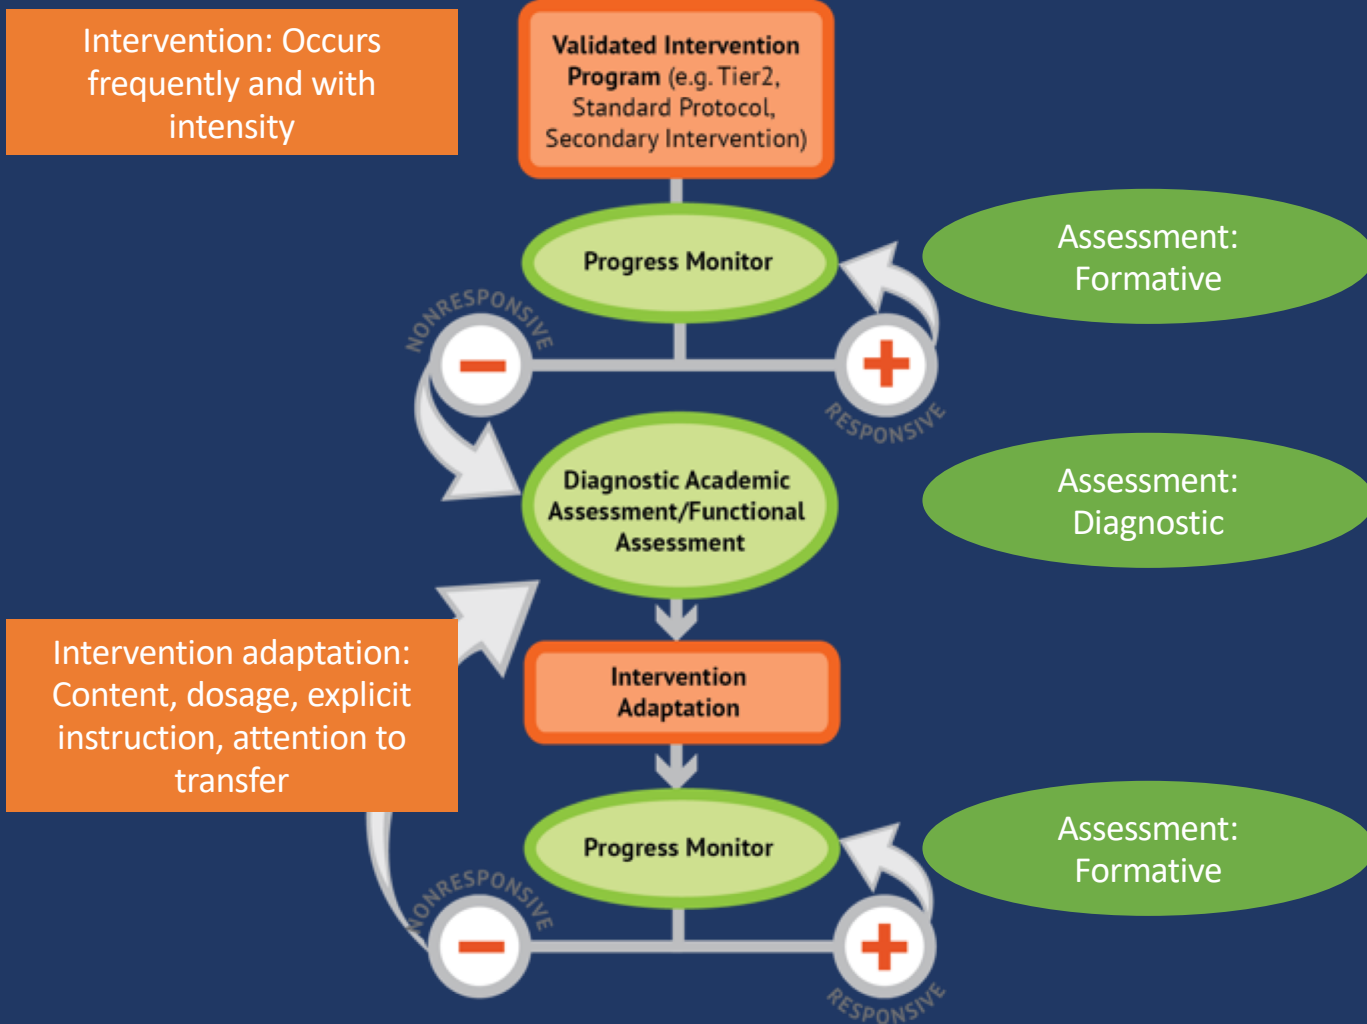 Intervention: Occurs
frequently and with
intensity
Validated Intervention
Program (e.g. Tier2,
Standard Protocol,
Secondary Intervention)
Progress Monitor
Assessment:
Formative
NONRESPONSIVE
RESPONSIVE
Diagnostic Academic
Assessment/Functional
Assessment
Assessment:
Diagnostic
Intervention adaptation:
Content, dosage, explicit
instruction, attention to
transfer
Intervention
Adaptation
Progress Monitor
Assessment:
Formative
NONRESPONSIVE
RESPONSIVE